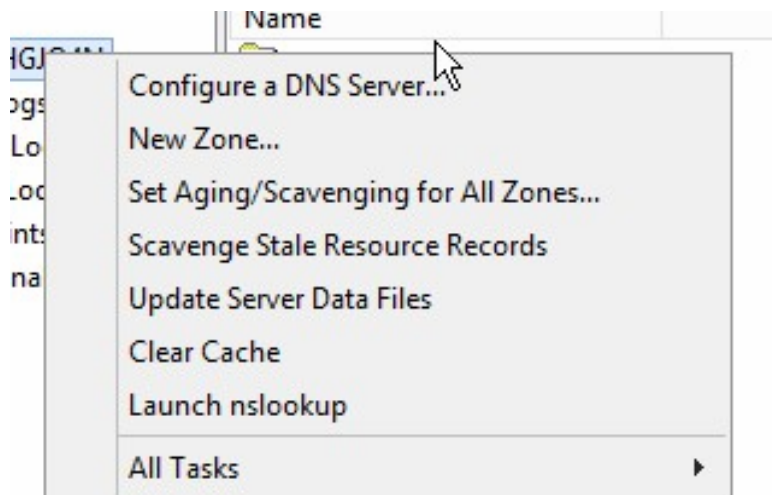 Name
Configure a DNS Server...
New Zone...
Set Aging/Scavenging for All Zones...
Scavenge Stale Resource Records
Update Server Data Files
Clear Cache
Launch nslookup
All Tasks